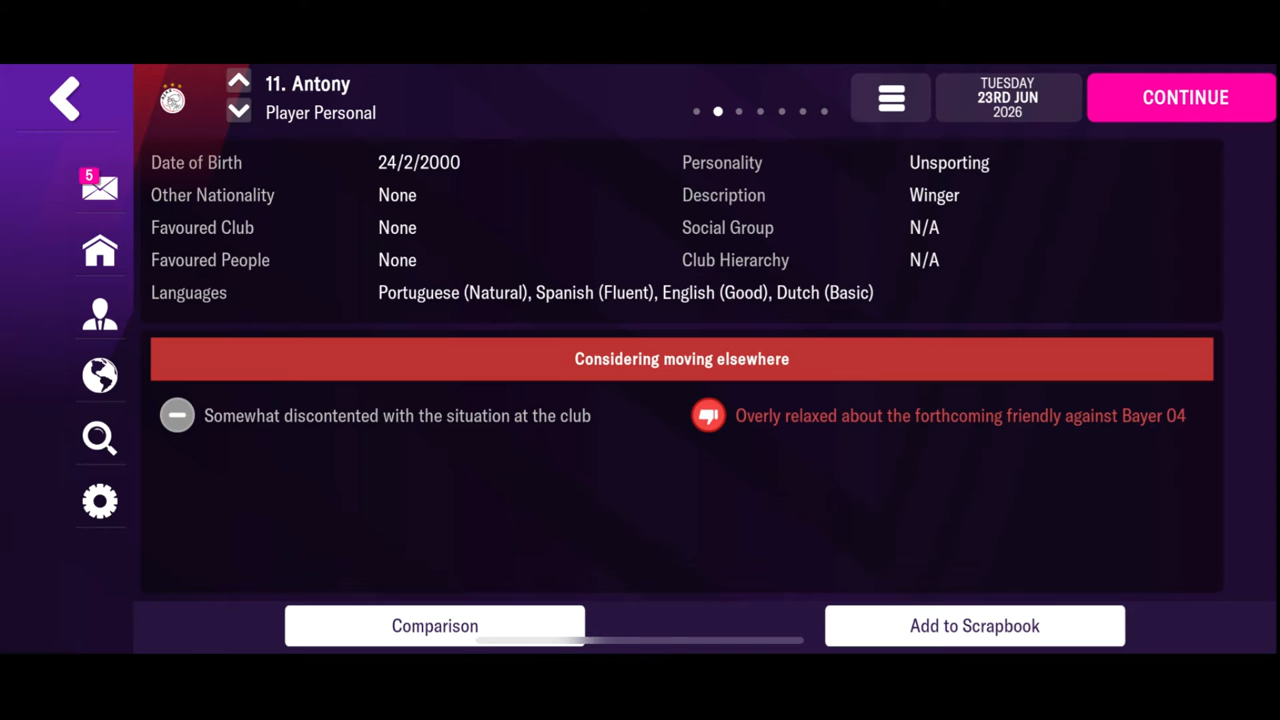 11. Antony
Player Personal
TUESDAY
23RD JUN
2026
CONTINUE
5
Date of Birth 24/2/2000 Personality Unsporting
Other Nationality None Description Winger
Favoured Club None Social Group N/A
Favoured People None Club Hierarchy N/A
Languages Portuguese (Natural), Spanish (Fluent), English (Good), Dutch (Basic)
Considering moving elsewhere
Somewhat discontented with the situation at the club Overly relaxed about the forthcoming friendly against Bayer 04
Comparison Add to Scrapbook